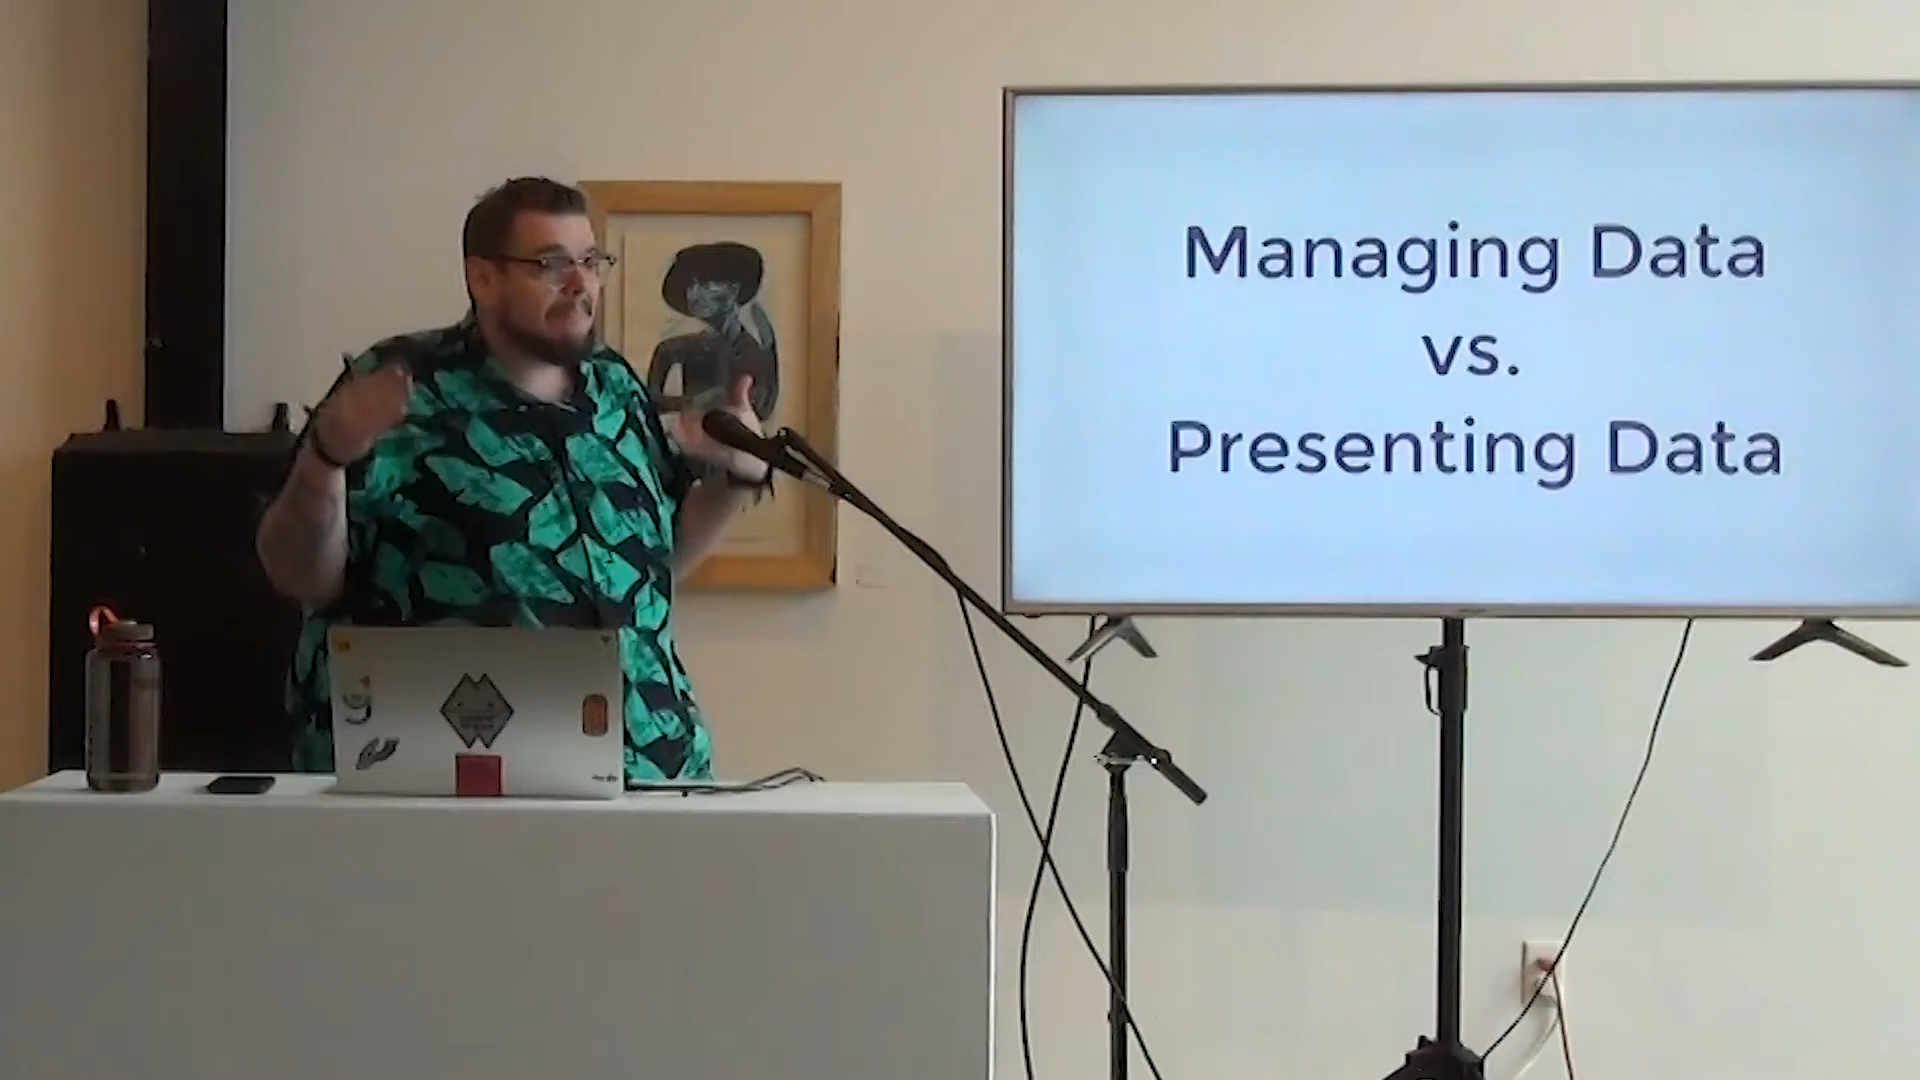 Managing Data
vs.
Presenting Data